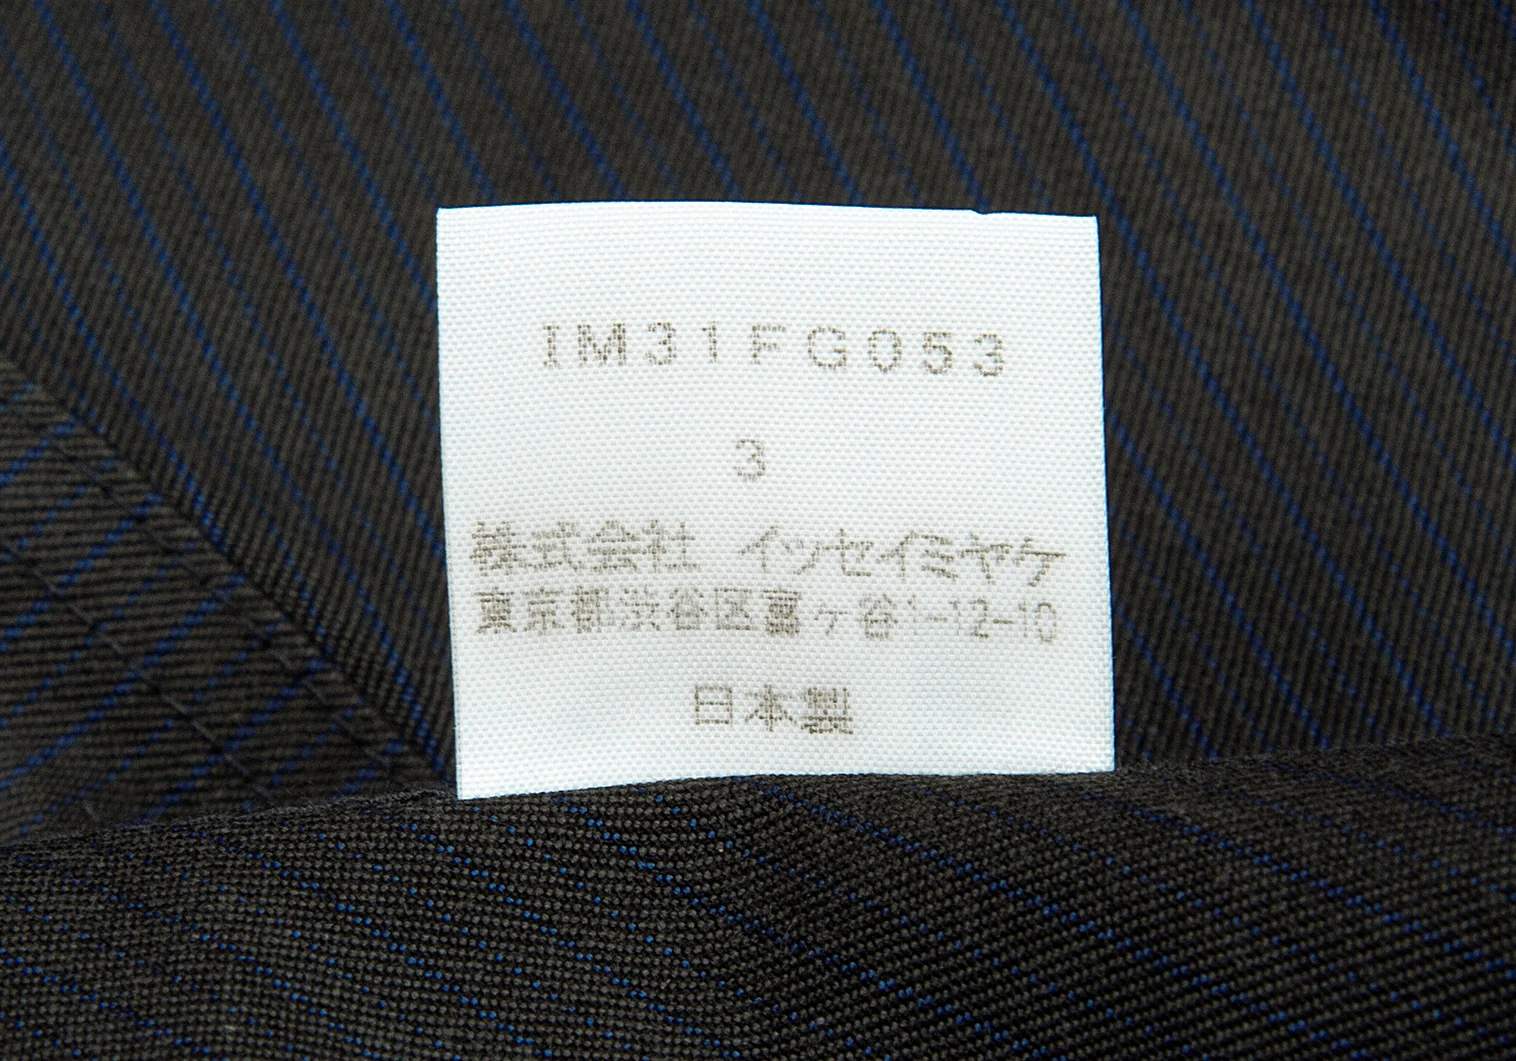 IM31FG053
3
株式会社 イッセイミヤケ
東京都渋谷区富ヶ谷1-12-10
日本製